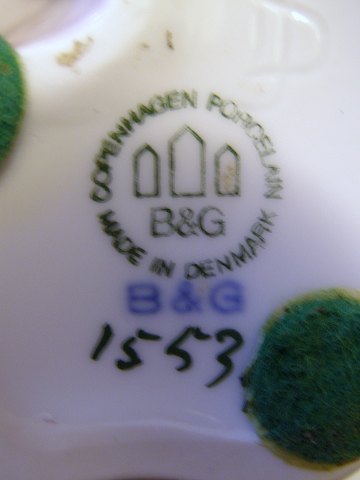 COPENHAGEN PORCELAIN
B&G
MADE IN DENMARK
B&G
1553